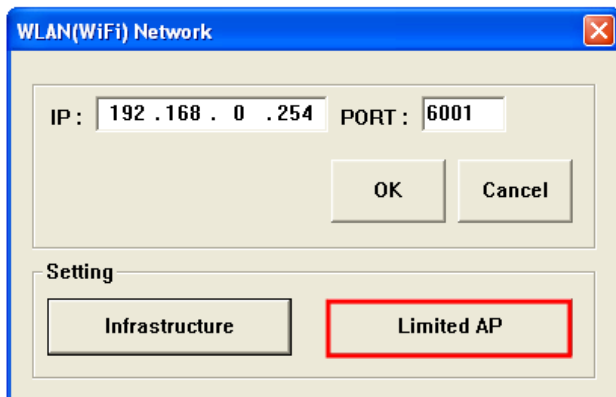 WLAN(WiFi) Network
IP : 192 .168 . 0 .254 PORT : 6001
OK Cancel
Setting
Infrastructure Limited AP